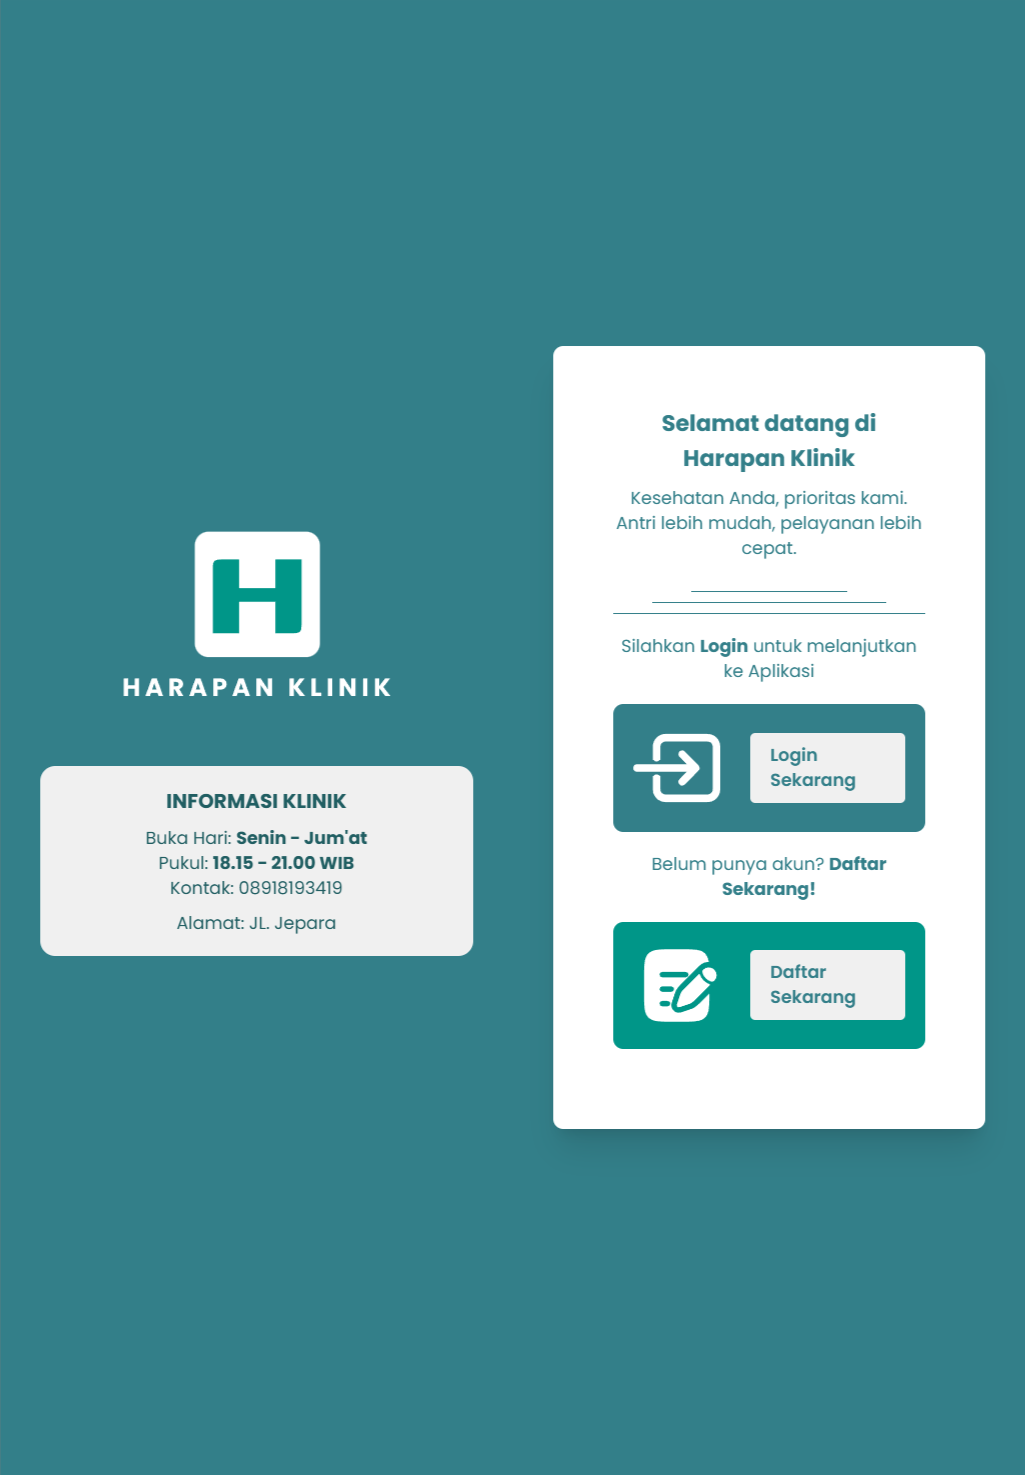 H
HARAPAN KLINIK
INFORMASI KLINIK
Buka Hari: Senin - Jum'at
Pukul: 18.15 - 21.00 WIB
Kontak: 08918193419
Alamat: JL. Jepara
Selamat datang di
Harapan Klinik
Kesehatan Anda, prioritas kami.
Antri lebih mudah, pelayanan lebih
cepat.
Silahkan Login untuk melanjutkan
ke Aplikasi
Login
Sekarang
Belum punya akun? Daftar
Sekarang!
Daftar
Sekarang